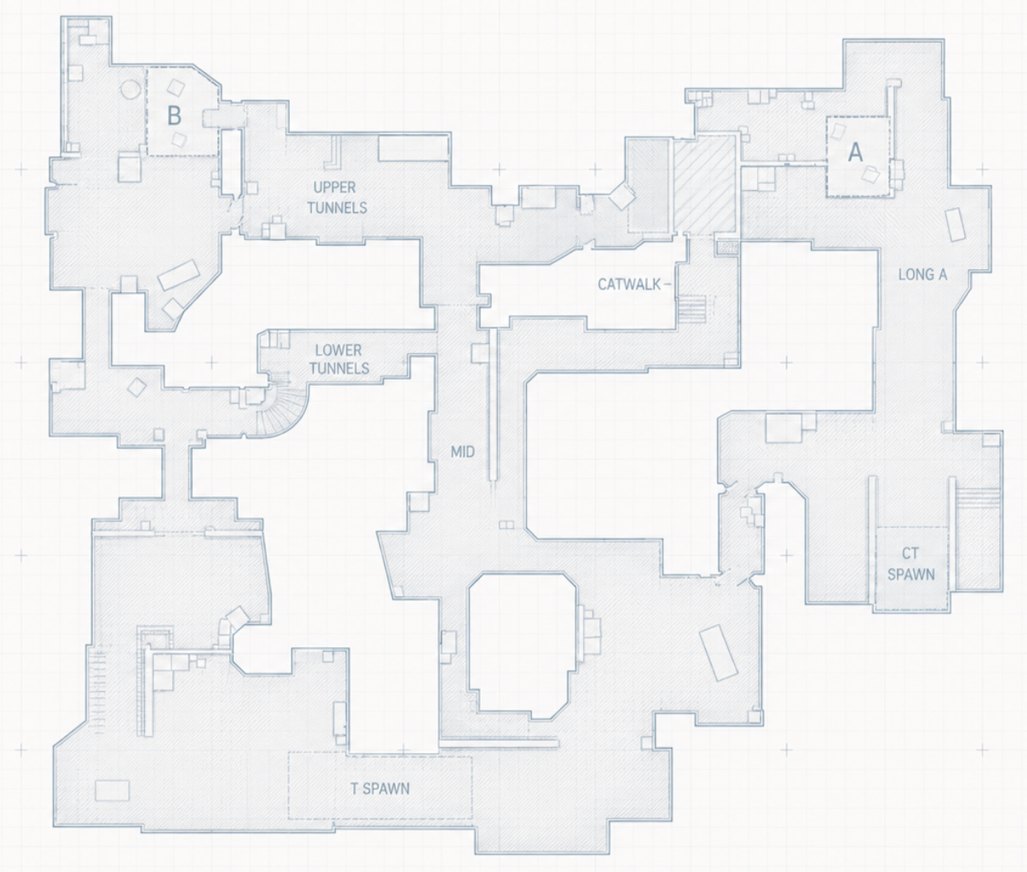 B
A
UPPER
TUNNELS
LONG A
CATWALK –
LOWER
TUNNELS
MID
CT
SPAWN
T SPAWN